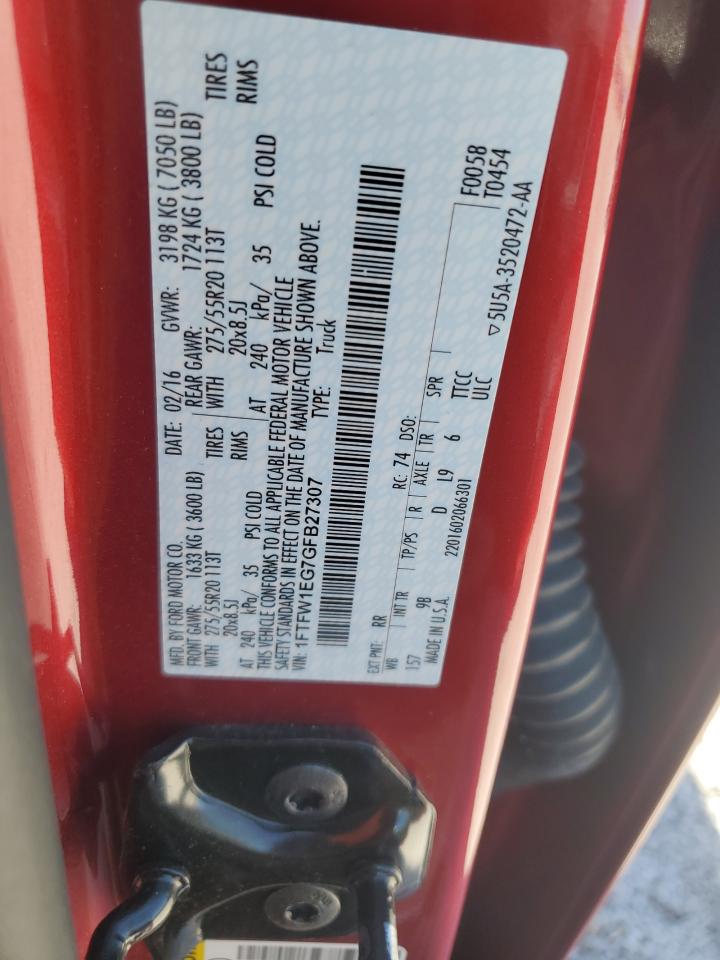 MFD. BY FORD MOTOR CO. DATE: 02/16 GVWR: 3198 KG ( 7050 LB)
FRONT GAWR: 1633 KG ( 3600 LB) REAR GAWR: 1724 KG ( 3800 LB)
WITH 275/55R20 113T TIRES WITH 275/55R20 113T TIRES
20x8.5J RIMS 20x8.5J RIMS
AT 240 kPa/ 35 PSI COLD AT 240 kPa/ 35 PSI COLD
THIS VEHICLE CONFORMS TO ALL APPLICABLE FEDERAL MOTOR VEHICLE
SAFETY STANDARDS IN EFFECT ON THE DATE OF MANUFACTURE SHOWN ABOVE.
VIN: 1FTFW1EG7GFB27307 TYPE: Truck
EXT PNT: RR RC: 74 DSO: F0058
WB INT TR TP/PS R AXLE TR SPR T0454
157 9B D L9 6 TTCC
MADE IN U.S.A. 2201602066301 ULC ▽5U5A-3520472-AA